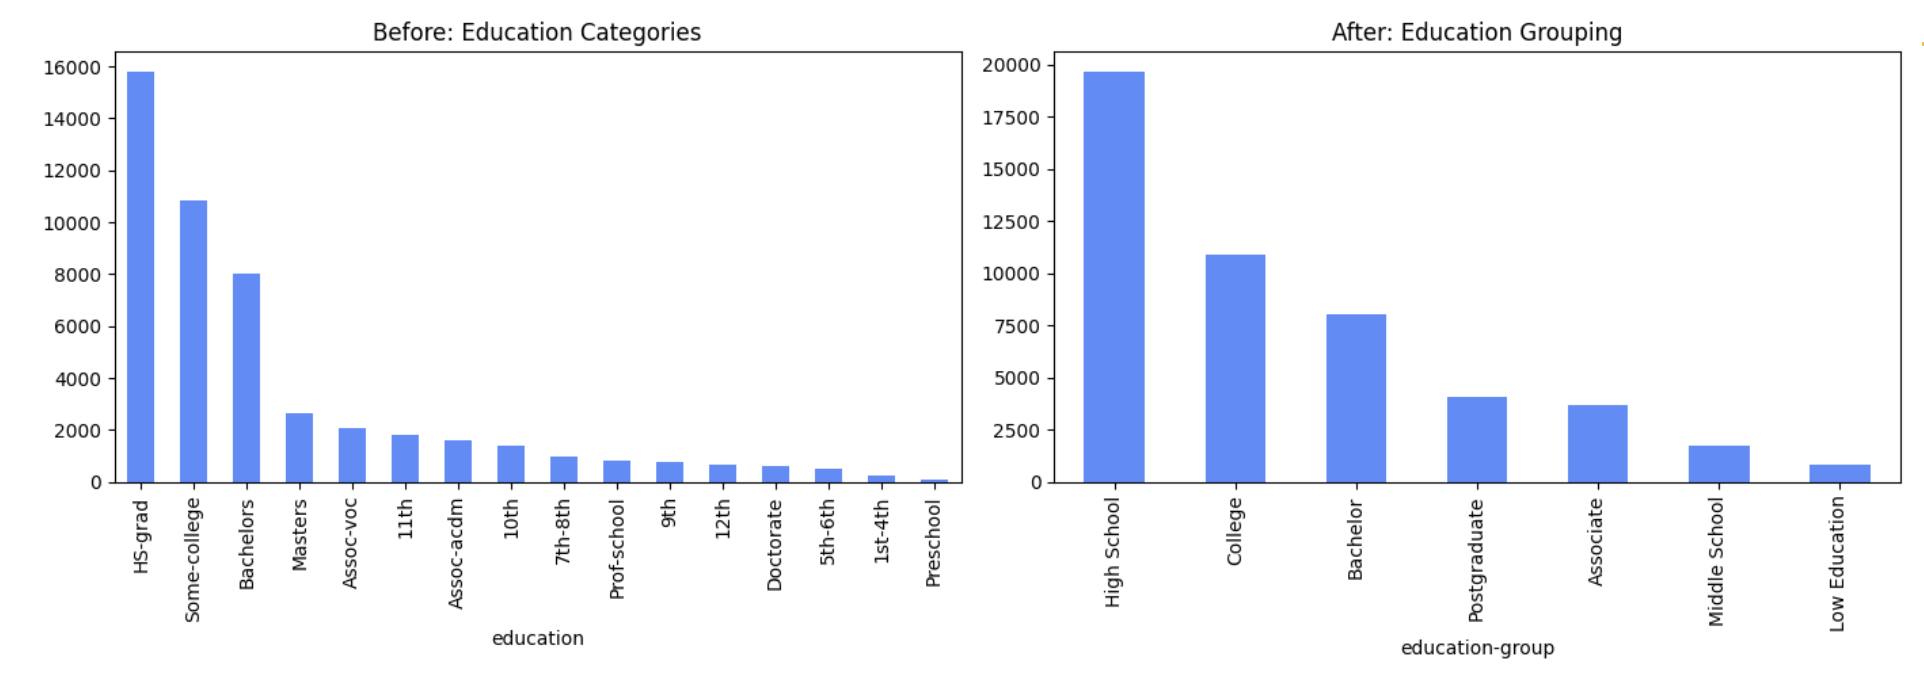 Before: Education Categories
16000
14000
12000
10000
8000
6000
4000
2000
0
HS-grad
Some-college
Bachelors
Masters
Assoc-voc
11th
Assoc-acdm
10th
7th-8th
Prof-school
9th
12th
Doctorate
5th-6th
1st-4th
Preschool
education
After: Education Grouping
20000
17500
15000
12500
10000
7500
5000
2500
0
High School
College
Bachelor
Postgraduate
Associate
Middle School
Low Education
education-group